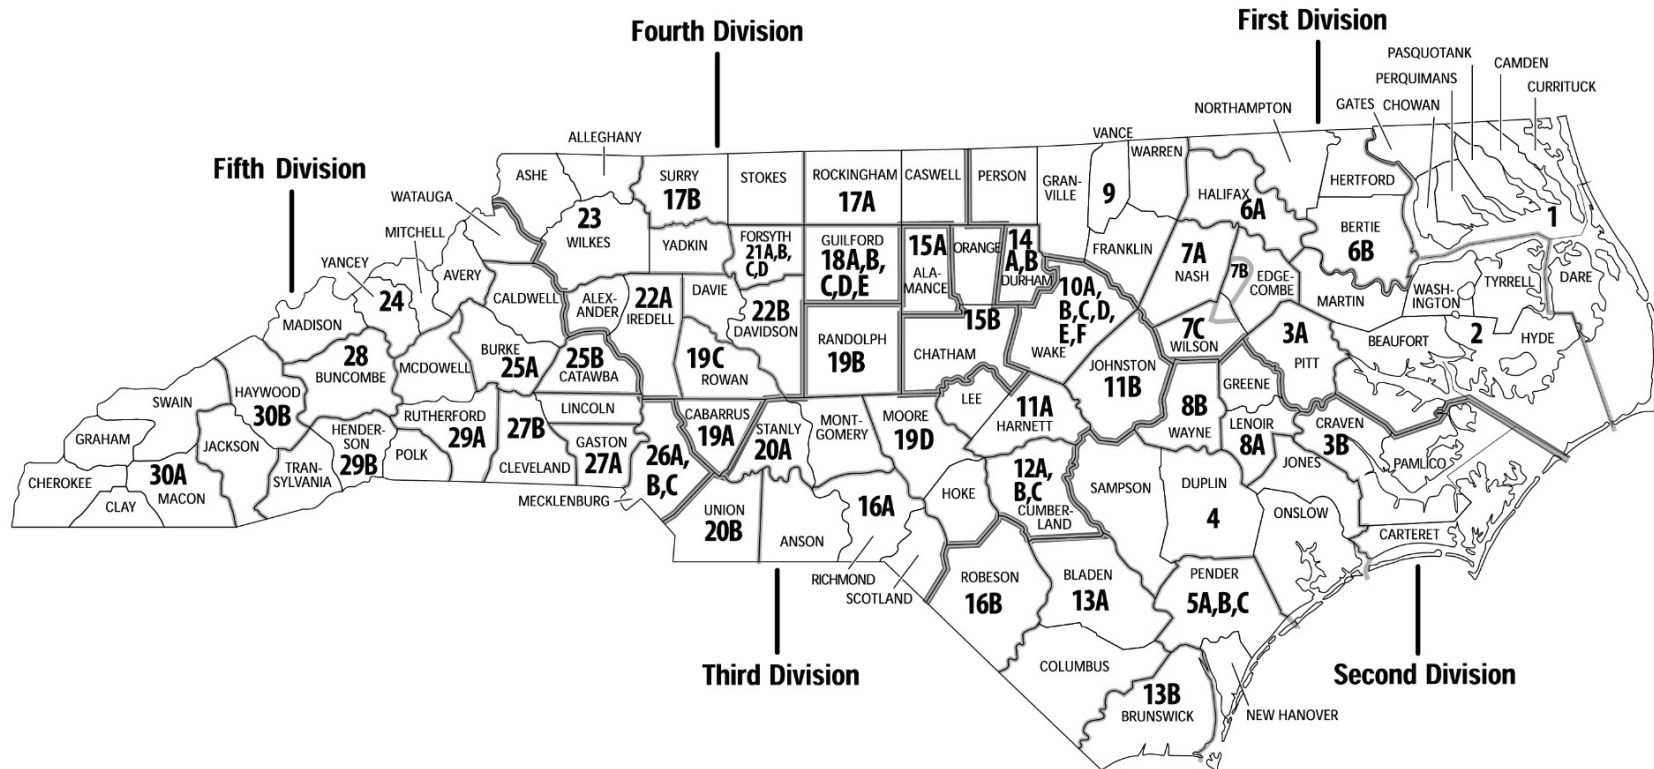 Fourth Division
First Division
Fifth Division
Third Division
Second Division
PASQUOTANK
CAMDEN
PERQUIMANS
CURRITUCK
NORTHAMPTON
GATES
CHOWAN
VANCE
ALLEGHANY
WATAUGA
MITCHELL
YANCEY
ASHE
SURRY
17B
STOKES
ROCKINGHAM
17A
CASWELL
PERSON
GRAN-
VILLE
9
WARREN
HALIFAX
6A
HERTFORD
BERTIE
6B
1
23
WILKES
YADKIN
FORSYTH
21A,B,
C,D
GUILFORD
18A,B,
C,D,E
15A
ALA-
MANCE
ORANGE
14
A,B
DURHAM
FRANKLIN
7A
NASH
7B
EDGE-
COMBE
MARTIN
WASH-
INGTON
TYRRELL
DARE
AVERY
24
MADISON
CALDWELL
ALEX-
ANDER
22A
IREDELL
DAVIE
22B
DAVIDSON
RANDOLPH
19B
15B
CHATHAM
10A,
B,C,D,
E,F
WAKE
JOHNSTON
11B
7C
WILSON
3A
PITT
BEAUFORT
2
HYDE
28
BUNCOMBE
MCDOWELL
BURKE
25A
25B
CATAWBA
19C
ROWAN
LEE
11A
HARNETT
GREENE
8B
WAYNE
LENOIR
8A
CRAVEN
3B
JONES
PAMLICO
HAYWOOD
30B
SWAIN
GRAHAM
JACKSON
CHEROKEE
CLAY
30A
MACON
TRAN-
SYLVANIA
HENDER-
SON
29B
POLK
RUTHERFORD
29A
27B
CLEVELAND
LINCOLN
GASTON
27A
26A,
B,C
MECKLENBURG
CABARRUS
19A
STANLY
20A
MONT-
GOMERY
MOORE
19D
HOKE
12A,
B,C
CUMBER-
LAND
SAMPSON
DUPLIN
4
ONSLOW
CARTERET
UNION
20B
ANSON
16A
RICHMOND
SCOTLAND
ROBESON
16B
BLADEN
13A
PENDER
5A,B,C
COLUMBUS
13B
BRUNSWICK
NEW HANOVER